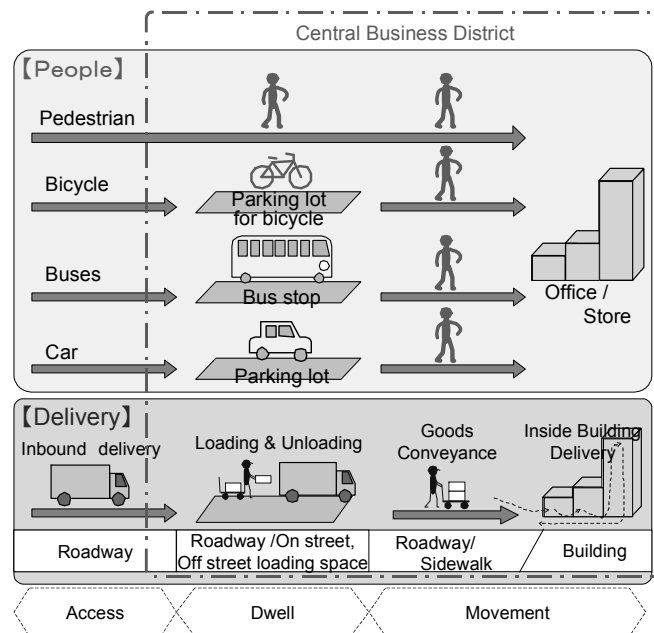 Central Business District
【People】
Pedestrian
Bicycle
Parking lot
for bicycle
Buses
Bus stop
Office /
Store
Car
Parking lot
【Delivery】
Inbound delivery
Loading & Unloading
Goods
Conveyance
Inside Building
Delivery
Roadway
Roadway /On street,
Off street loading space
Roadway/
Sidewalk
Building
Access
Dwell
Movement